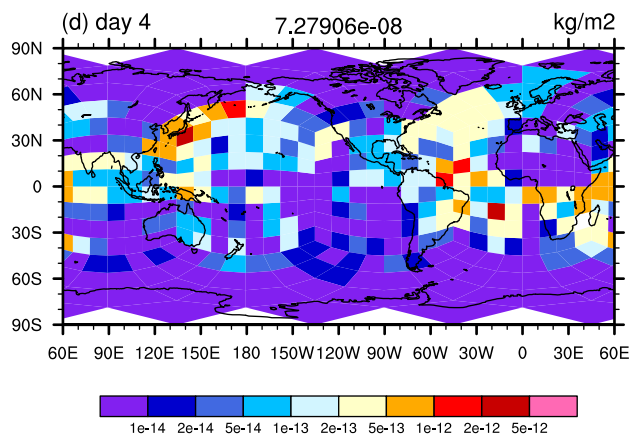 (d) day 4 7.27906e-08 kg/m2
90N
60N
30N
0
30S
60S
90S
60E 90E 120E 150E 180 150W 120W 90W 60W 30W 0 30E 60E
1e-14 2e-14 5e-14 1e-13 2e-13 5e-13 1e-12 2e-12 5e-12